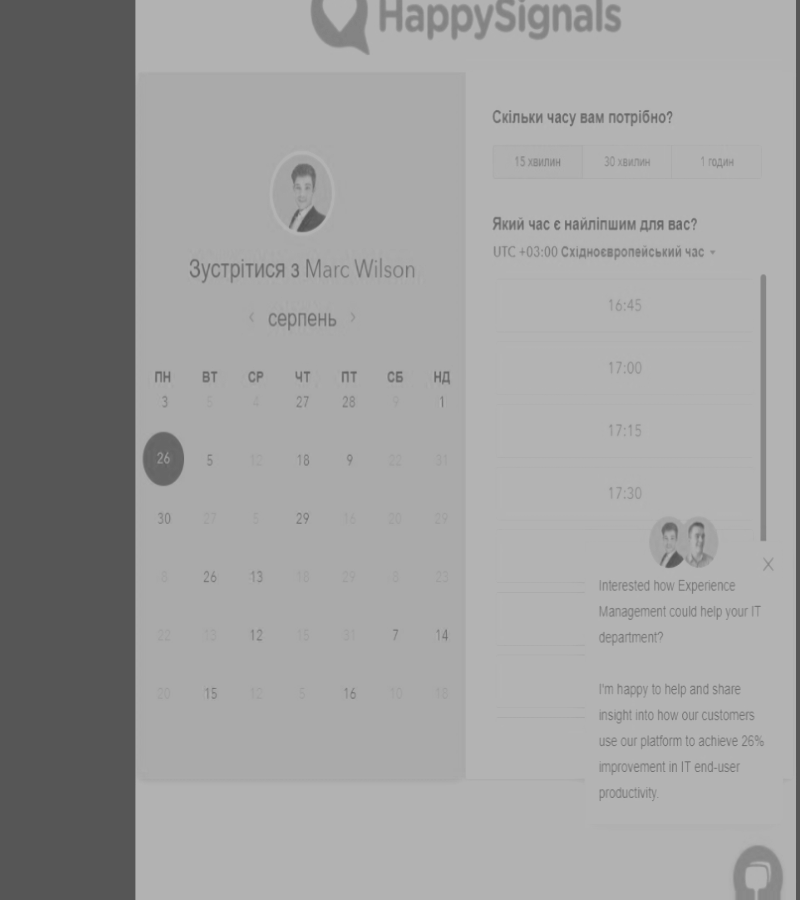 HappySignals
Зустрітися з Marc Wilson
серпень
ПН ВТ СР ЧТ ПТ СБ НД
3 5 4 27 28 9 1
26 5 12 18 9 22 31
30 27 5 29 16 20 29
26 13 18 29 23
22 13 12 15 31 7 14
20 15 12 5 16 10 18
Скільки часу вам потрібно?
15 хвилин 30 хвилин 1 годин
Який час є найліпшим для вас?
UTC +03:00 Східноєвропейський час
16:45
17:00
17:15
17:30
Interested how Experience
Management could help your IT
department?
I'm happy to help and share
insight into how our customers
use our platform to achieve 26%
improvement in IT end-user
productivity.